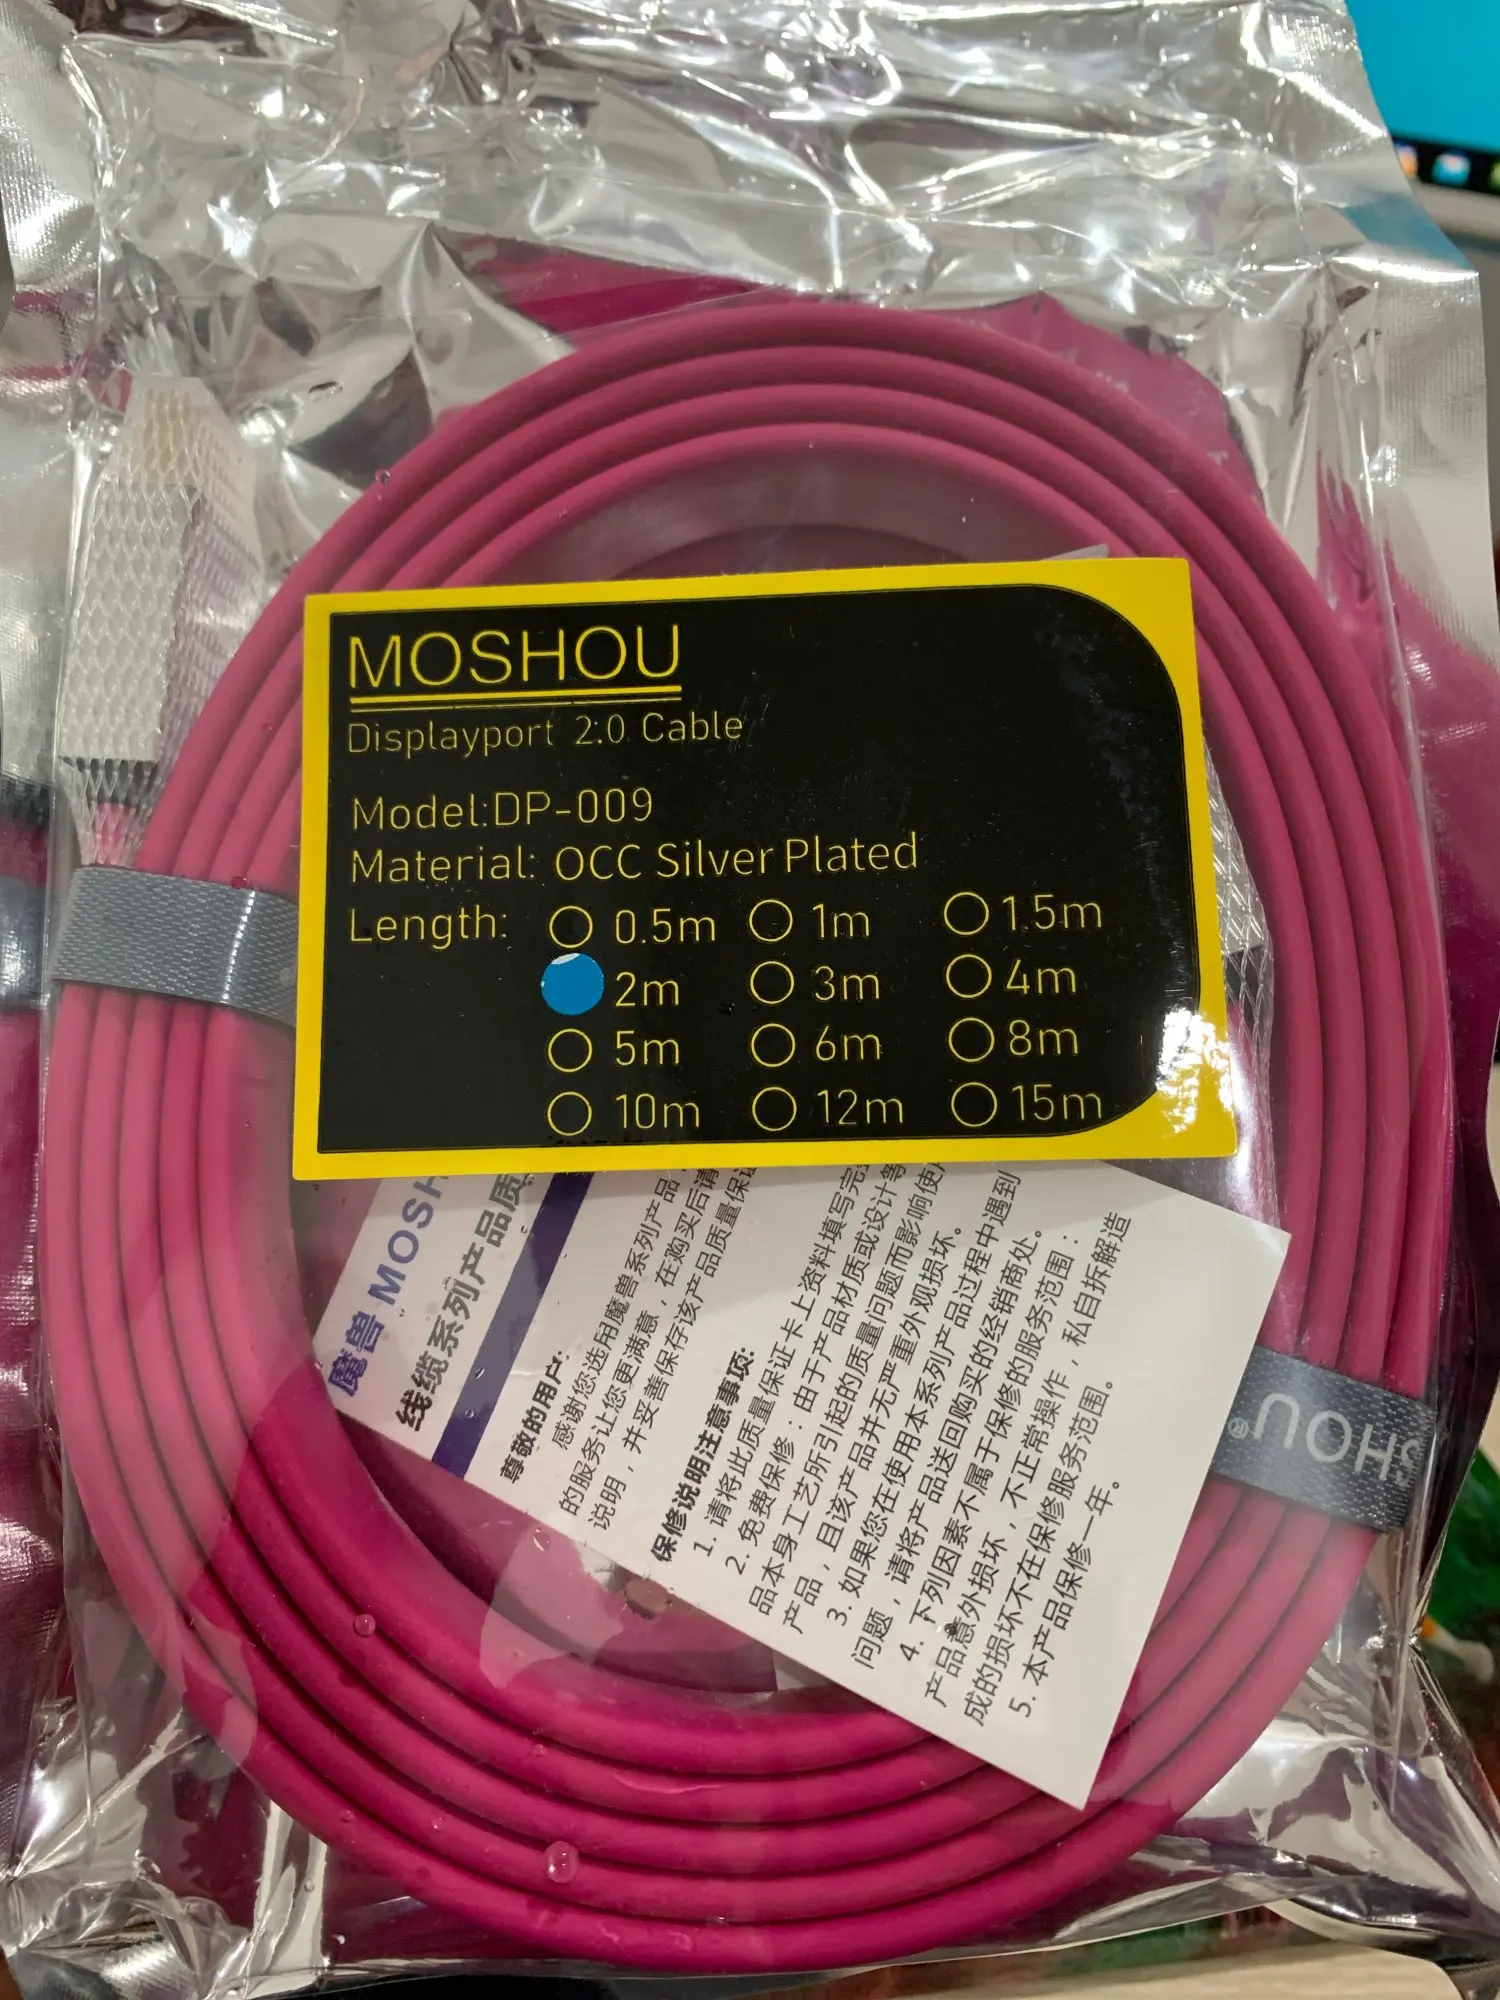 MOSHOU
Displayport 2:0 Cable
Model:DP-009
Material: OCC Silver Plated
Length: 0.5m 1m 1.5m
2m 3m 4m
5m 6m 8m
10m 12m 15m
魔兽 MOSH
线缆系列产品品质
尊敬的用户:
感谢您选用魔兽系列产品，
的服务让您更满意，在购买后请
说明，并妥善保存该产品质量保证
保修说明注意事项:
1. 请将此质量保证卡上资料填写完
2. 免费保修：由于产品材质或设计等
品本身工艺所引起的质量问题而影响使
产品，且该产品并无严重外观损坏。
3. 如果您在使用本系列产品过程中遇到
问题，请将产品送回购买的经销商处。
4. 下列因素不属于保修的服务范围：
产品意外损坏，不正常操作，私自拆解造
成的损坏不在保修服务范围。
5. 本产品保修一年。
SHOU®